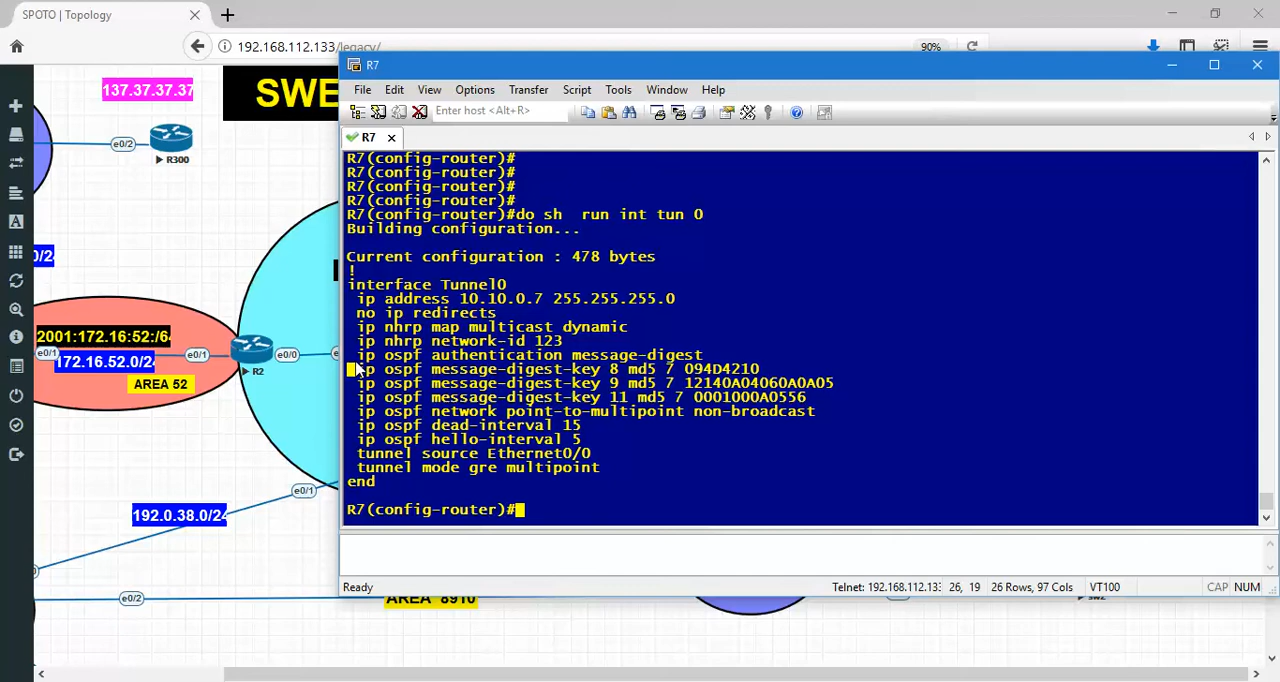 SPOTO | Topology
192.168.112.133/legacy/
90%
137.37.37.37
SWE
R300
R7
File Edit View Options Transfer Script Tools Window Help
Enter host <Alt+R>
R7
R7(config-router)#
R7(config-router)#
R7(config-router)#
R7(config-router)#
R7(config-router)#do sh  run int tun 0
Building configuration...
Current configuration : 478 bytes
!
interface Tunnel0
ip address 10.10.0.7 255.255.255.0
no ip redirects
ip nhrp map multicast dynamic
ip nhrp network-id 123
ip ospf authentication message-digest
ip ospf message-digest-key 8 md5 7 094D4210
ip ospf message-digest-key 9 md5 7 12140A04060A0A05
ip ospf message-digest-key 11 md5 7 0001000A0556
ip ospf network point-to-multipoint non-broadcast
ip ospf dead-interval 15
ip ospf hello-interval 5
tunnel source Ethernet0/0
tunnel mode gre multipoint
end
R7(config-router)#
Ready
Telnet: 192.168.112.133 26, 19 26 Rows, 97 Cols VT100 CAP NUM
e0/2
0/24
2001:172.16:52:/64
e0/1
172.16.52.0/24
e0/1
R2
e0/0
AREA 52
e0/1
192.0.38.0/24
e0/2
AREA 8910